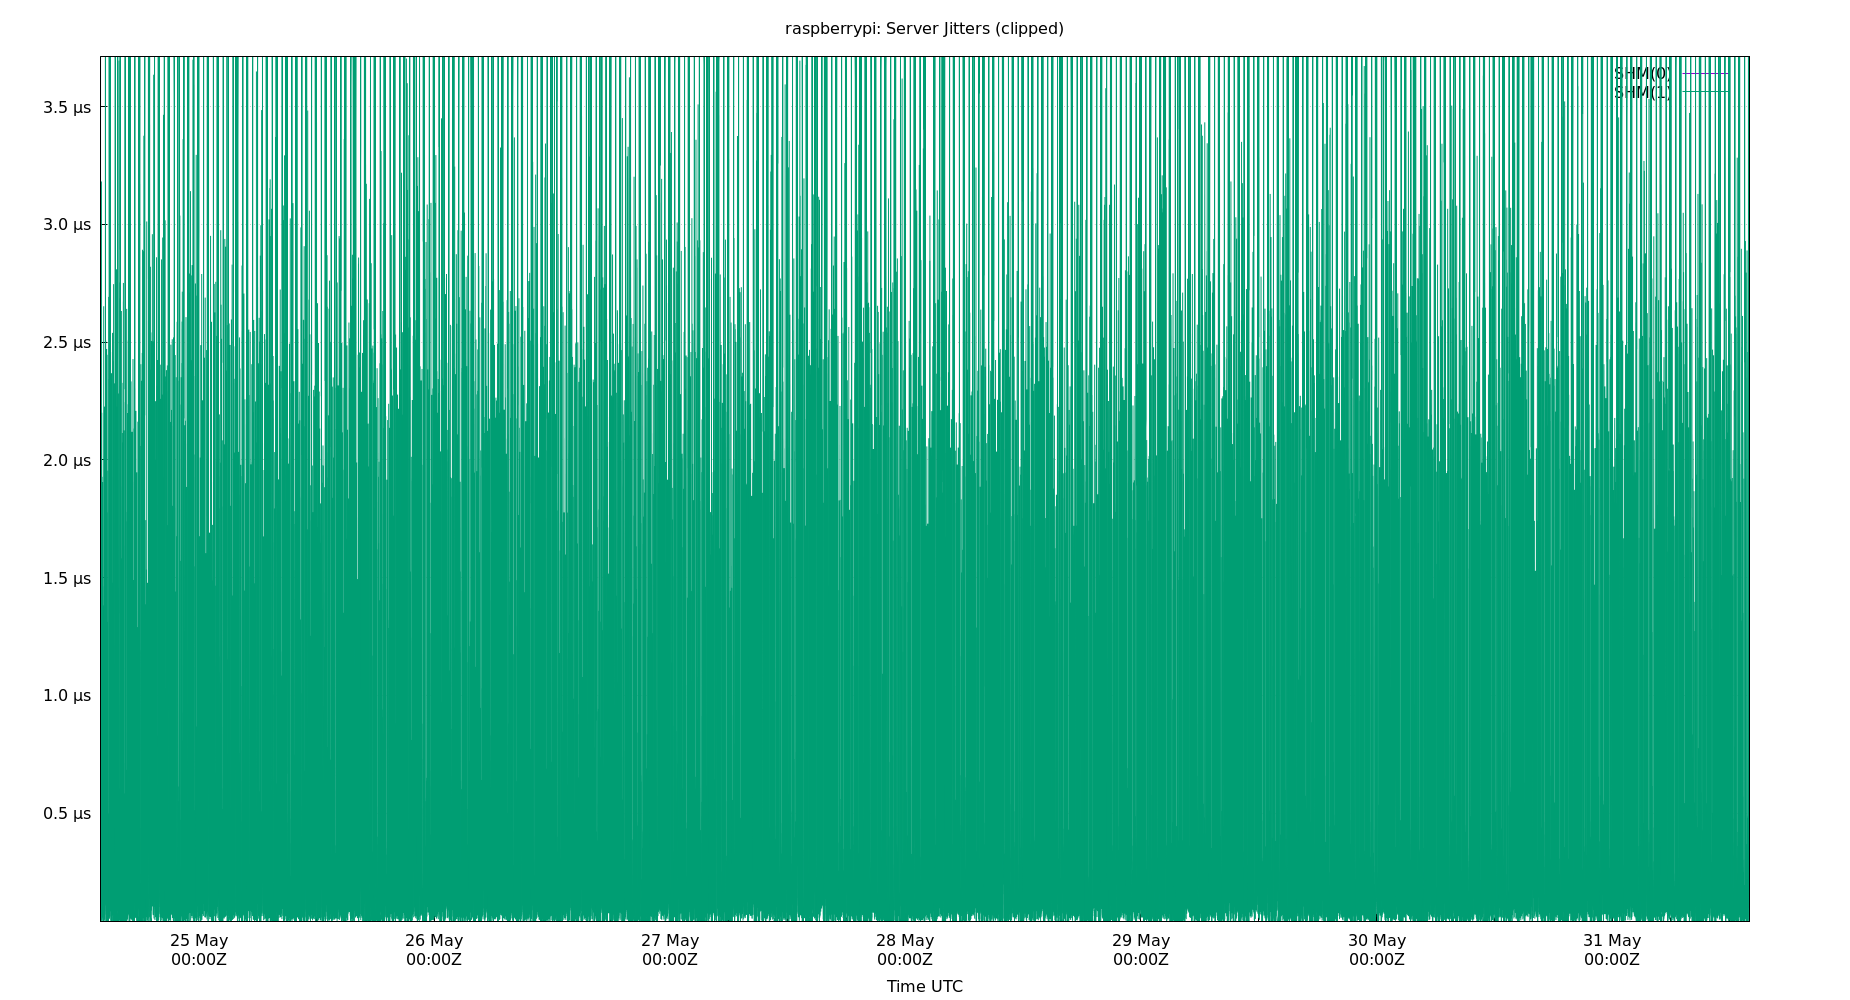 raspberrypi: Server Jitters (clipped)
SHM(0)
SHM(1)
3.5 µs
3.0 µs
2.5 µs
2.0 µs
1.5 µs
1.0 µs
0.5 µs
25 May 26 May 27 May 28 May 29 May 30 May 31 May
00:00Z 00:00Z 00:00Z 00:00Z 00:00Z 00:00Z 00:00Z
Time UTC